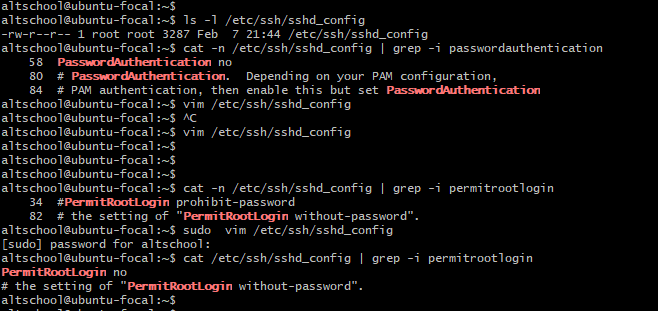 altschool@ubuntu-focal:~$
altschool@ubuntu-focal:~$ ls -l /etc/ssh/sshd_config
-rw-r--r-- 1 root root 3287 Feb  7 21:44 /etc/ssh/sshd_config
altschool@ubuntu-focal:~$ cat -n /etc/ssh/sshd_config | grep -i passwordauthentication
    58  PasswordAuthentication no
    80  # PasswordAuthentication.  Depending on your PAM configuration,
    84  # PAM authentication, then enable this but set PasswordAuthentication
altschool@ubuntu-focal:~$ vim /etc/ssh/sshd_config
altschool@ubuntu-focal:~$ ^C
altschool@ubuntu-focal:~$ vim /etc/ssh/sshd_config
altschool@ubuntu-focal:~$
altschool@ubuntu-focal:~$
altschool@ubuntu-focal:~$
altschool@ubuntu-focal:~$ cat -n /etc/ssh/sshd_config | grep -i permitrootlogin
    34  #PermitRootLogin prohibit-password
    82  # the setting of "PermitRootLogin without-password".
altschool@ubuntu-focal:~$ sudo  vim /etc/ssh/sshd_config
[sudo] password for altschool:
altschool@ubuntu-focal:~$ cat /etc/ssh/sshd_config | grep -i permitrootlogin
PermitRootLogin no
# the setting of "PermitRootLogin without-password".
altschool@ubuntu-focal:~$